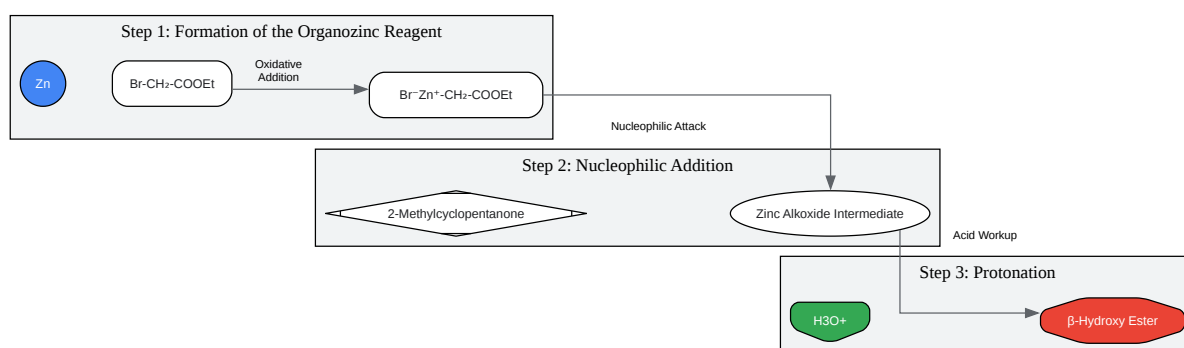 Step 1: Formation of the Organozinc Reagent
Zn
Br-CH₂-COOEt
Oxidative
Addition
Br⁻Zn⁺-CH₂-COOEt
Nucleophilic Attack
Step 2: Nucleophilic Addition
2-Methylcyclopentanone
Zinc Alkoxide Intermediate
Acid Workup
Step 3: Protonation
H3O+
β-Hydroxy Ester